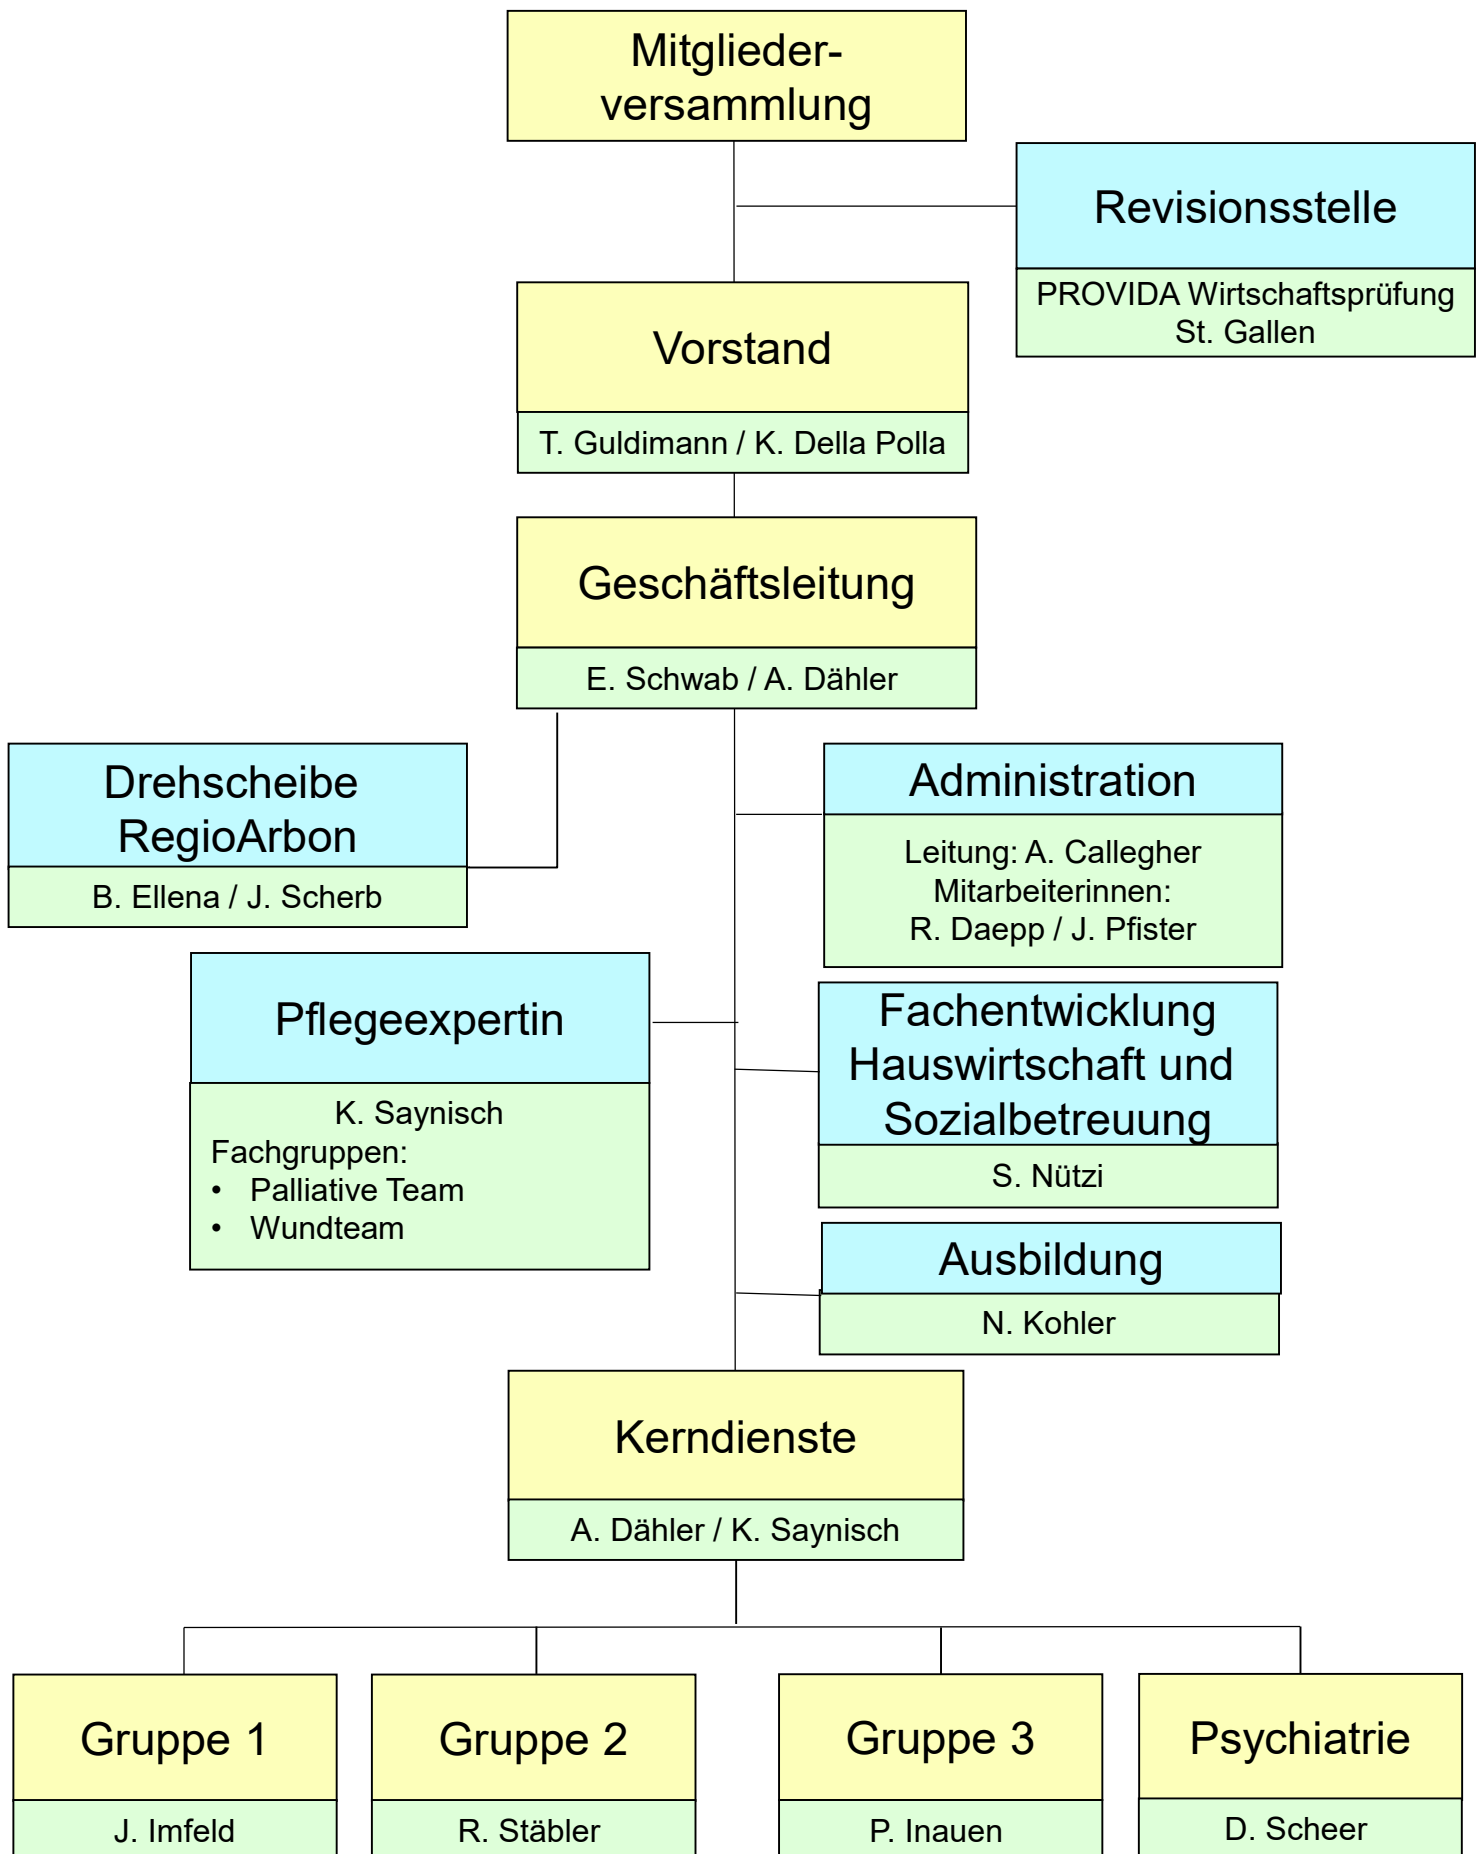 Mitglieder-
versammlung
Revisionsstelle
PROVIDA Wirtschaftsprüfung
St. Gallen
Vorstand
T. Guldimann / K. Della Polla
Geschäftsleitung
E. Schwab / A. Dähler
Drehscheibe
RegioArbon
B. Ellena / J. Scherb
Administration
Leitung: A. Callegher
Mitarbeiterinnen:
R. Daepp / J. Pfister
Pflegeexpertin
K. Saynisch
Fachgruppen:
• Palliative Team
• Wundteam
Fachentwicklung
Hauswirtschaft und
Sozialbetreuung
S. Nützi
Ausbildung
N. Kohler
Kerndienste
A. Dähler / K. Saynisch
Gruppe 1
J. Imfeld
Gruppe 2
R. Stäbler
Gruppe 3
P. Inauen
Psychiatrie
D. Scheer